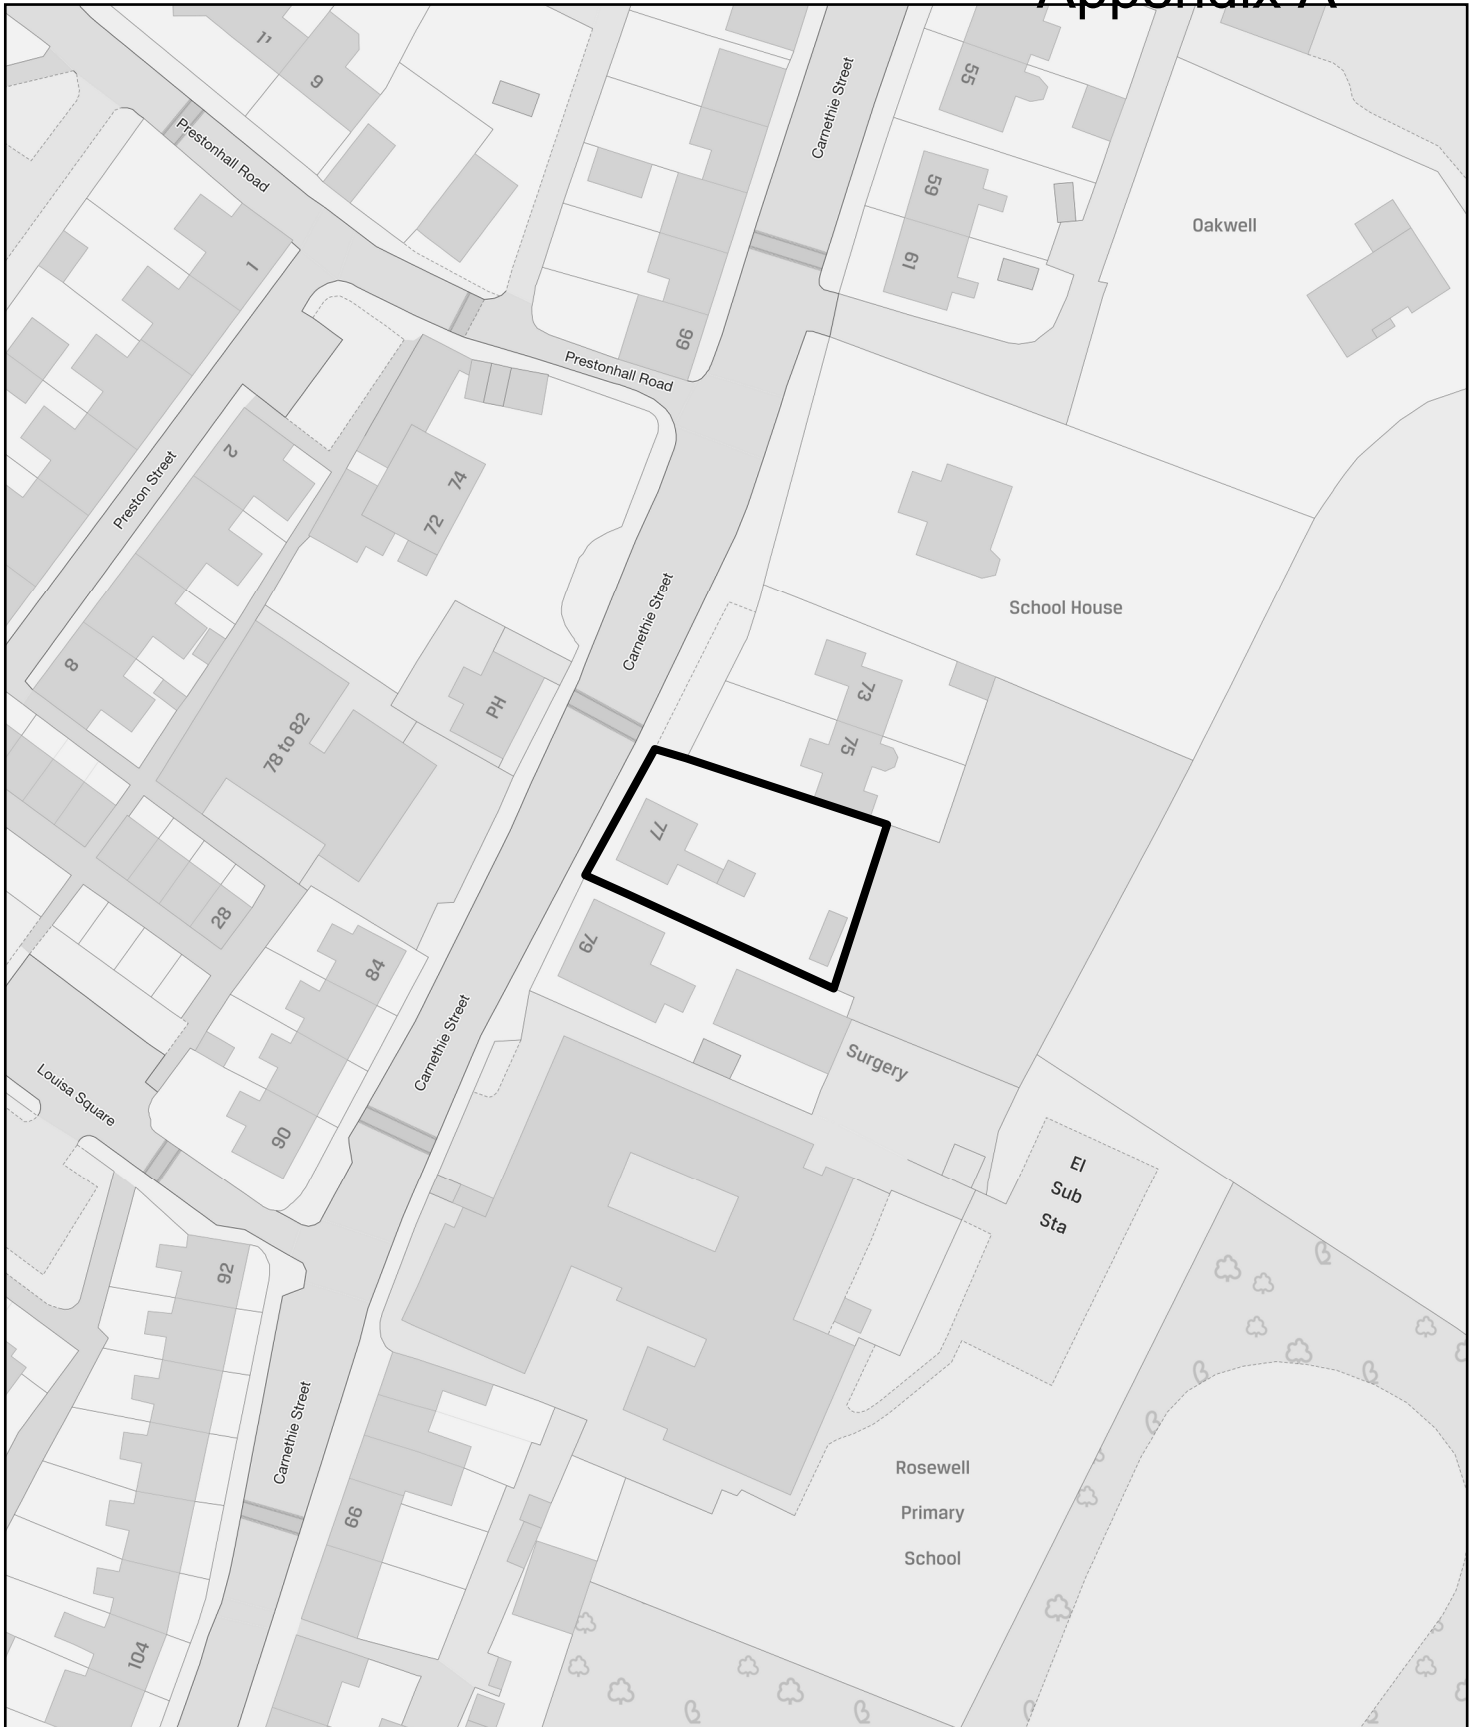 Appendix A
11
9
Prestonhall Road
Carnethie Street
55
59
61
Oakwell
1
66
Prestonhall Road
2
Preston Street
74
72
School House
Carnethie Street
8
PH
73
75
78 to 82
77
28
79
84
Surgery
Carnethie Street
Louisa Square
90
El
Sub
Sta
92
Carnethie Street
66
Rosewell
Primary
School
104